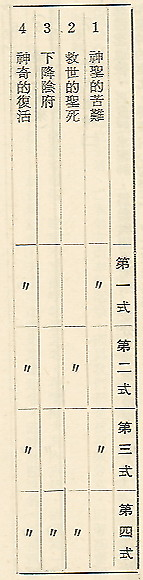 第一式 第二式 第三式 第四式
1 神聖的苦難 〃 〃
2 救世的聖死 〃 〃
3 下降陰府 〃
4 神奇的復活 〃 〃 〃 〃